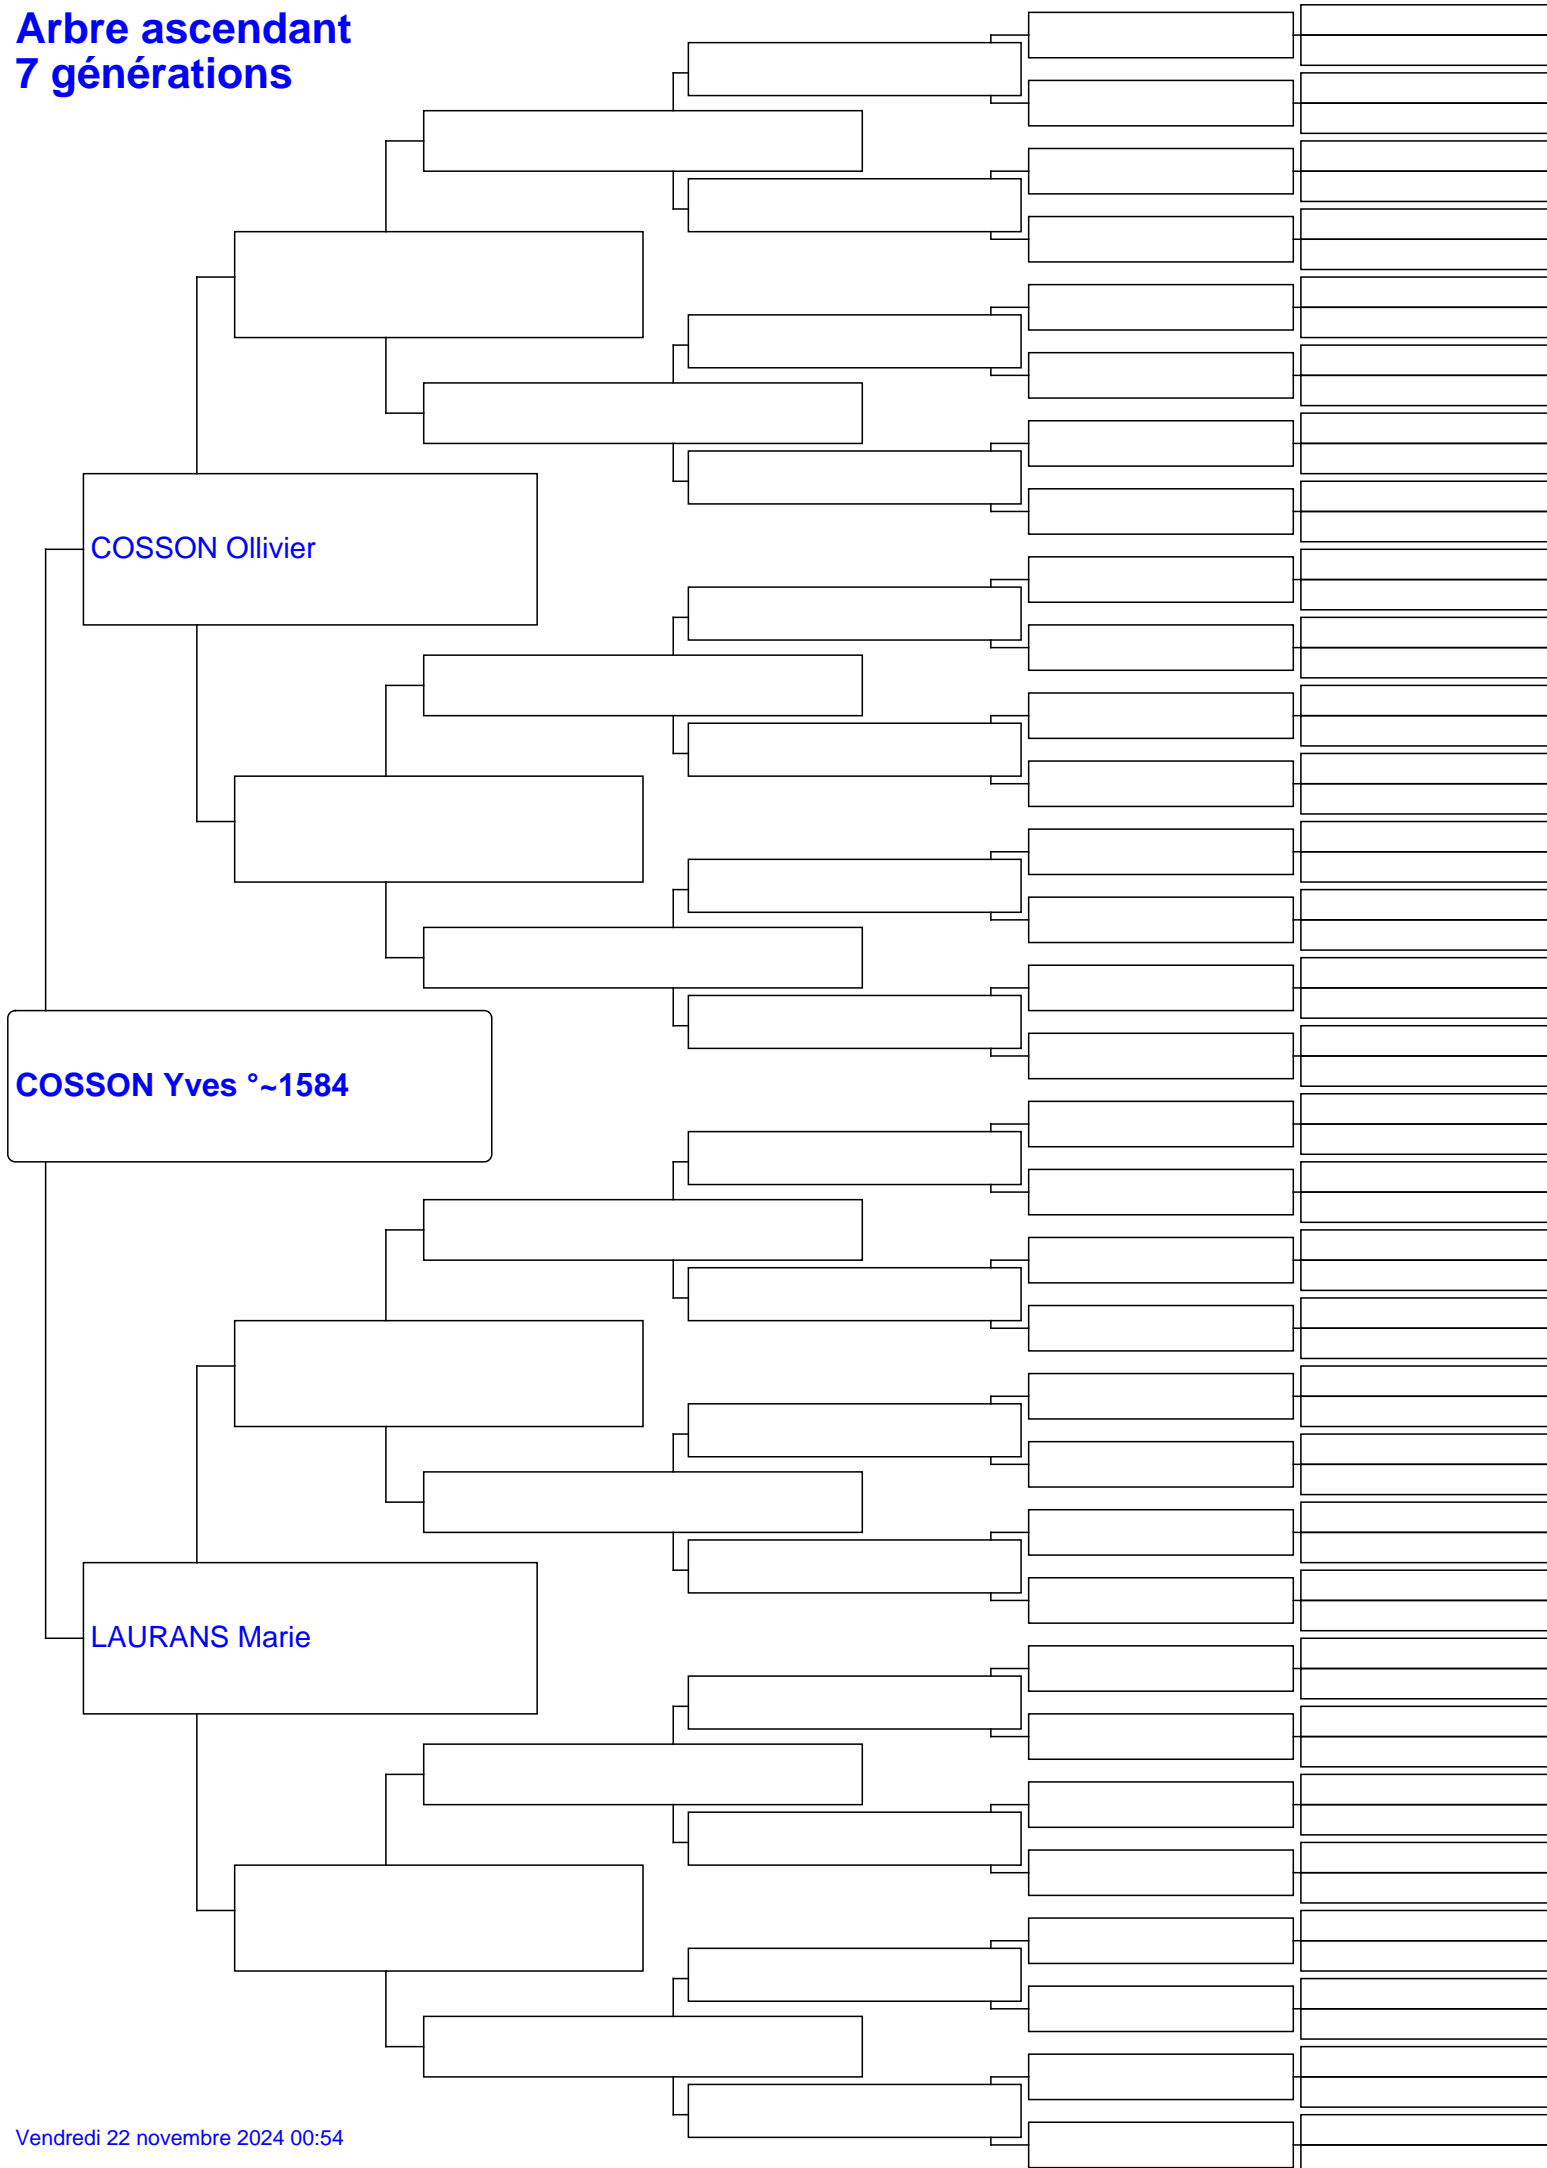 Arbre ascendant
7 générations
COSSON Ollivier
COSSON Yves °~1584
LAURANS Marie
Vendredi 22 novembre 2024 00:54